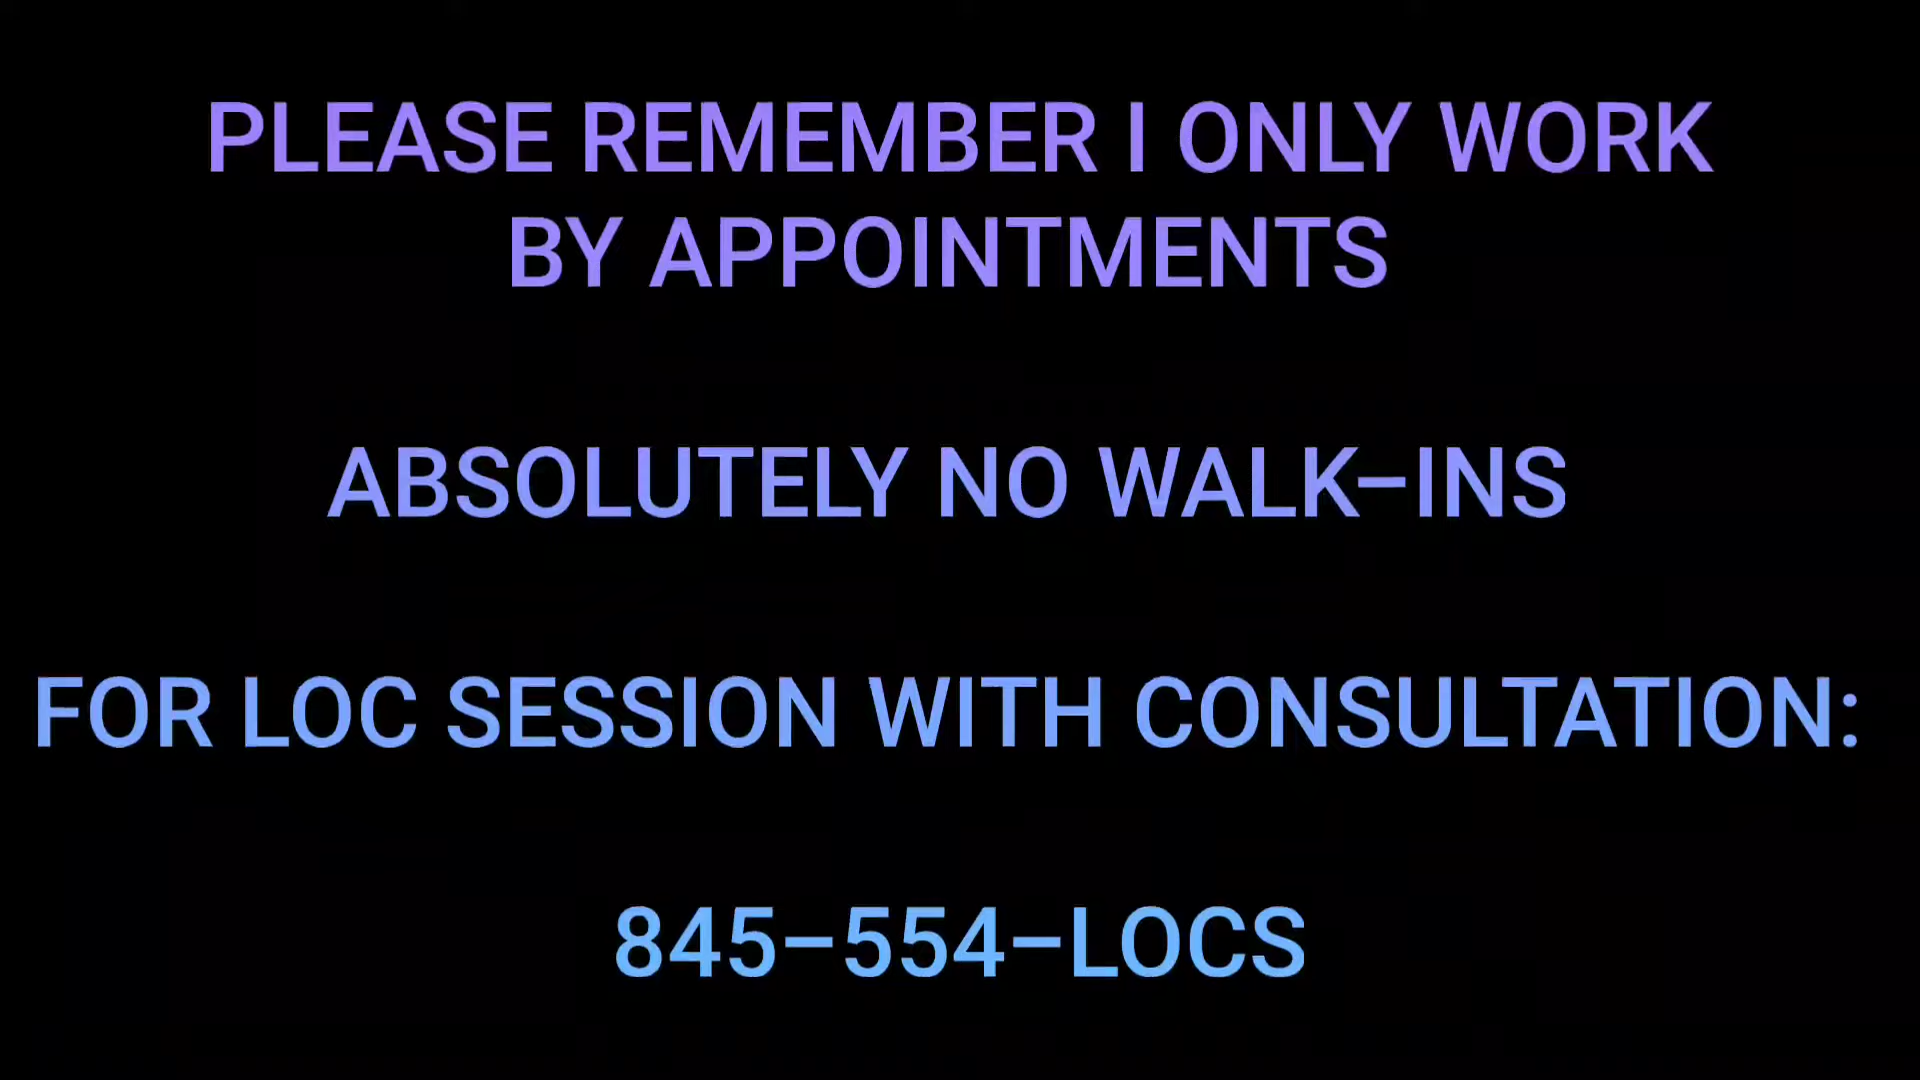 PLEASE REMEMBER I ONLY WORK
BY APPOINTMENTS
ABSOLUTELY NO WALK–INS
FOR LOC SESSION WITH CONSULTATION:
845–554–LOCS